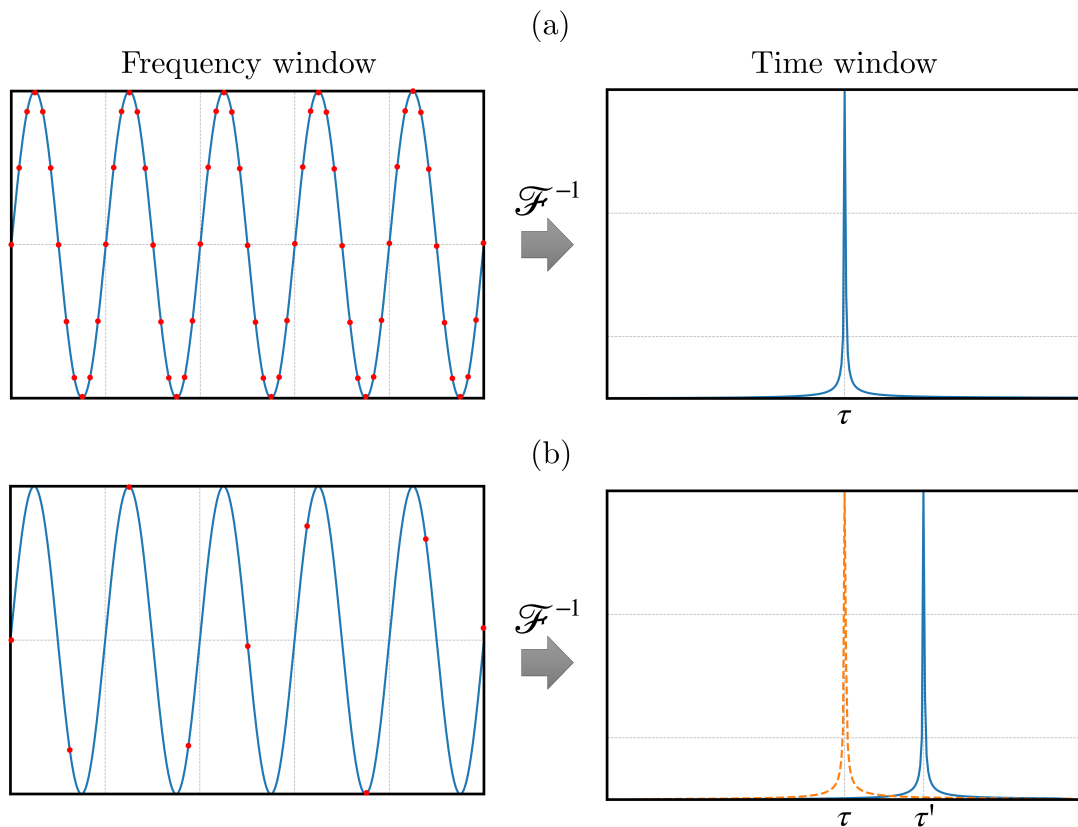 (a)
Frequency window
Time window
ℱ⁻¹
τ
(b)
ℱ⁻¹
τ
τ'